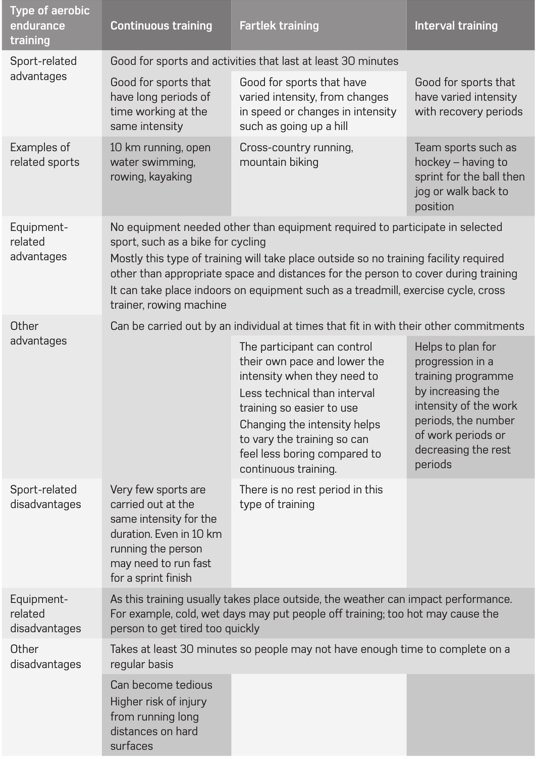 Type of aerobic
endurance
training
Continuous training
Fartlek training
Interval training
Sport-related
advantages
Good for sports and activities that last at least 30 minutes
Good for sports that
have long periods of
time working at the
same intensity
Good for sports that have
varied intensity, from changes
in speed or changes in intensity
such as going up a hill
Good for sports that
have varied intensity
with recovery periods
Examples of
related sports
10 km running, open
water swimming,
rowing, kayaking
Cross-country running,
mountain biking
Team sports such as
hockey – having to
sprint for the ball then
jog or walk back to
position
Equipment-
related
advantages
No equipment needed other than equipment required to participate in selected
sport, such as a bike for cycling
Mostly this type of training will take place outside so no training facility required
other than appropriate space and distances for the person to cover during training
It can take place indoors on equipment such as a treadmill, exercise cycle, cross
trainer, rowing machine
Other
advantages
Can be carried out by an individual at times that fit in with their other commitments
The participant can control
their own pace and lower the
intensity when they need to
Less technical than interval
training so easier to use
Changing the intensity helps
to vary the training so can
feel less boring compared to
continuous training.
Helps to plan for
progression in a
training programme
by increasing the
intensity of the work
periods, the number
of work periods or
decreasing the rest
periods
Sport-related
disadvantages
Very few sports are
carried out at the
same intensity for the
duration. Even in 10 km
running the person
may need to run fast
for a sprint finish
There is no rest period in this
type of training
Equipment-
related
disadvantages
As this training usually takes place outside, the weather can impact performance.
For example, cold, wet days may put people off training; too hot may cause the
person to get tired too quickly
Other
disadvantages
Takes at least 30 minutes so people may not have enough time to complete on a
regular basis
Can become tedious
Higher risk of injury
from running long
distances on hard
surfaces